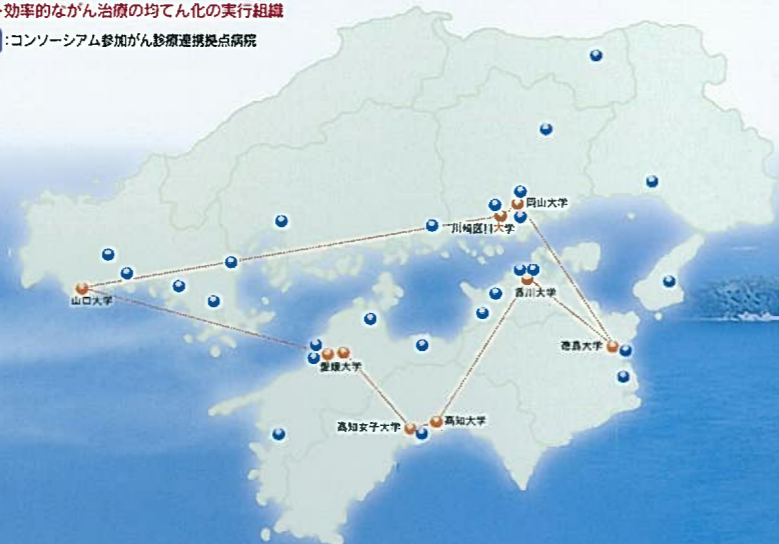 効率的ながん治療の均てん化の実行組織
:コンソーシアム参加がん診療連携拠点病院
岡山大学
川崎医科大学
山口大学
香川大学
徳島大学
愛媛大学
高知女子大学
高知大学